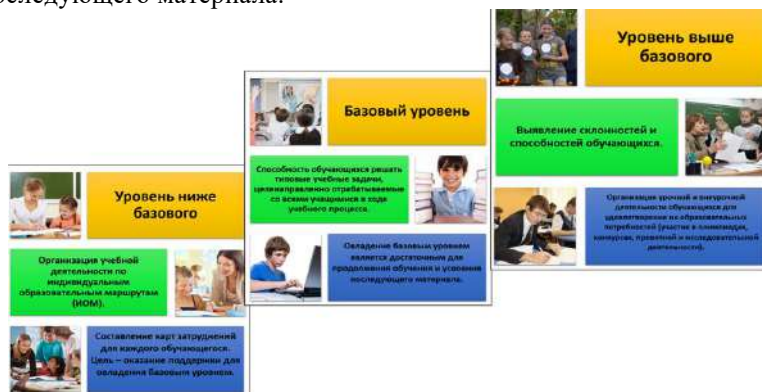 последующего материала.
Уровень ниже
базового
Организация учебной
деятельности по
индивидуальным
образовательным маршрутам
(ИОМ).
Составление карт затруднений
для каждого обучающегося.
Цель – оказание поддержки для
овладения базовым уровнем.
Базовый уровень
Способность обучающихся решать
типовые учебные задачи,
целенаправленно отрабатываемые
со всеми учащимися в ходе
учебного процесса.
Овладение базовым уровнем
является достаточным для
продолжения обучения и усвоения
последующего материала.
Уровень выше
базового
Выявление склонностей и
способностей обучающихся.
Организация урочной и внеурочной
деятельности обучающихся для
удовлетворения их образовательных
потребностей (участие в олимпиадах,
конкурсах, проектной и исследовательской
деятельности).